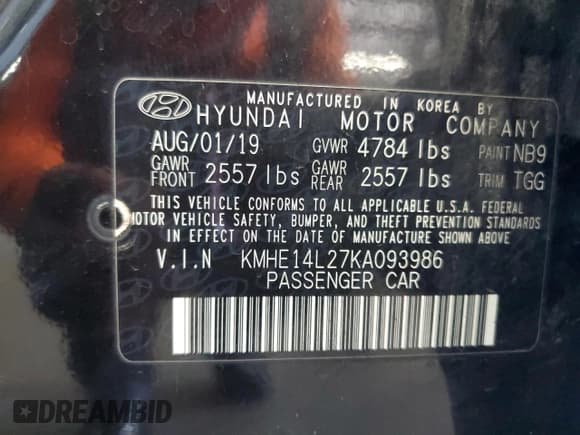 MANUFACTURED IN KOREA BY
HYUNDAI MOTOR COMPANY
AUG/01/19 GVWR 4784 lbs PAINT NB9
GAWR FRONT 2557 lbs GAWR REAR 2557 lbs TRIM TGG
THIS VEHICLE CONFORMS TO ALL APPLICABLE U.S.A. FEDERAL
MOTOR VEHICLE SAFETY, BUMPER, AND THEFT PREVENTION STANDARDS
IN EFFECT ON THE DATE OF MANUFACTURE SHOWN ABOVE
V.I.N KMHE14L27KA093986
PASSENGER CAR
DREAMBID